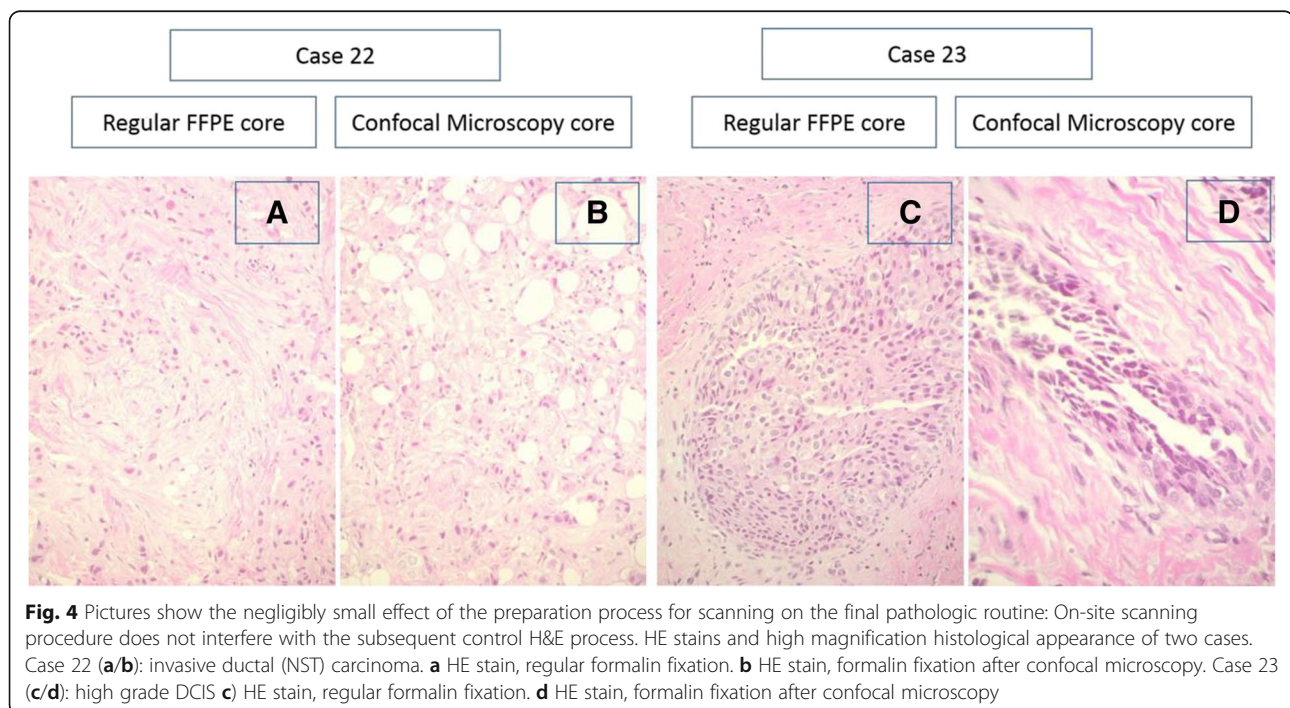 Case 22
Case 23
Regular FFPE core
Confocal Microscopy core
Regular FFPE core
Confocal Microscopy core
A
B
C
D
Fig. 4 Pictures show the negligibly small effect of the preparation process for scanning on the final pathologic routine: On-site scanning
procedure does not interfere with the subsequent control H&E process. HE stains and high magnification histological appearance of two cases.
Case 22 (a/b): invasive ductal (NST) carcinoma. a HE stain, regular formalin fixation. b HE stain, formalin fixation after confocal microscopy. Case 23
(c/d): high grade DCIS c) HE stain, regular formalin fixation. d HE stain, formalin fixation after confocal microscopy